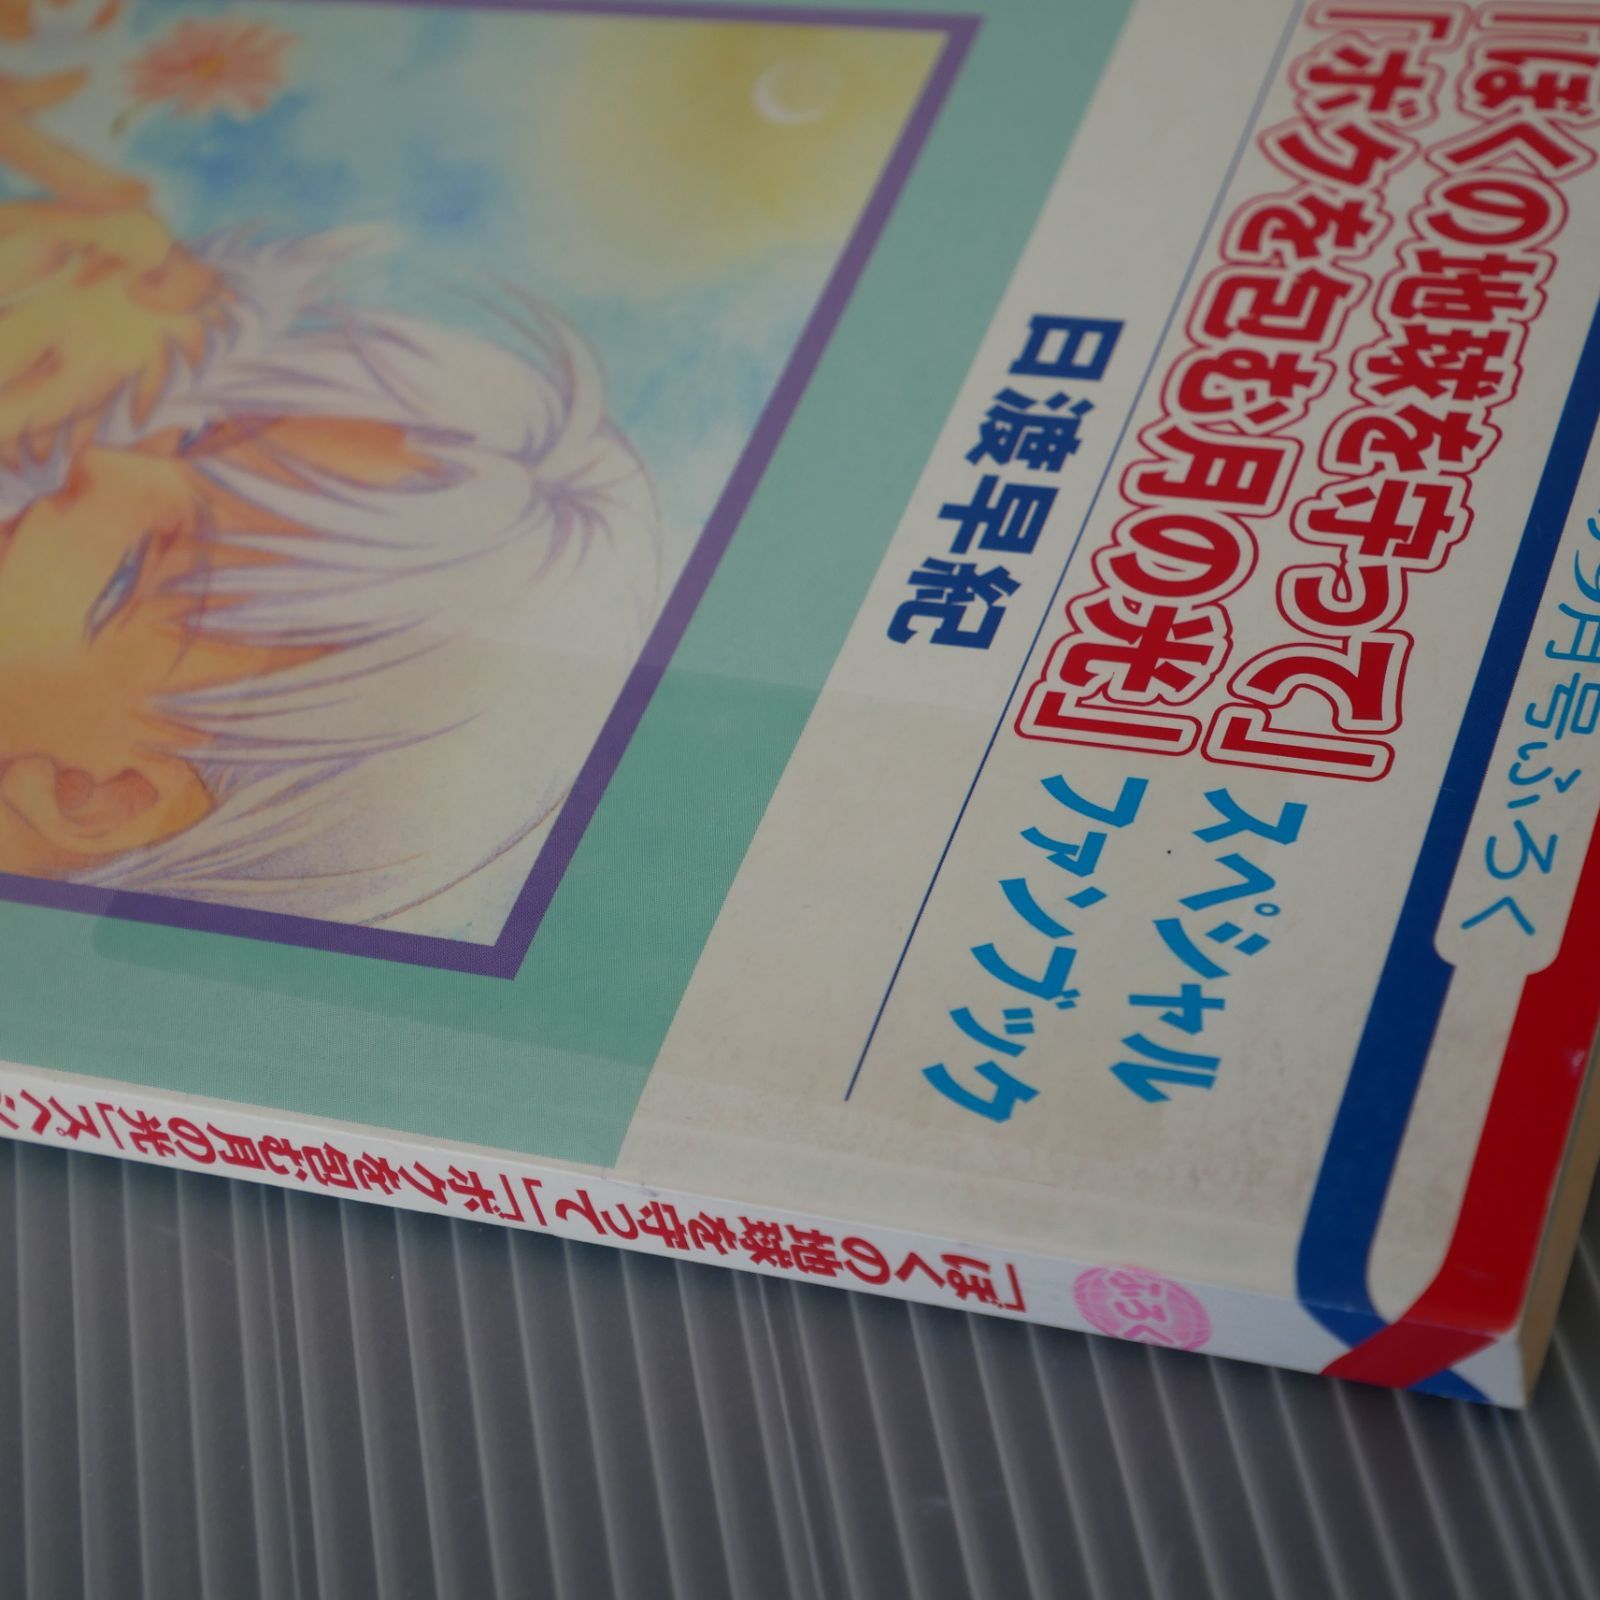 月号ふろく
「ぼくの地球を守って」
「ボクを包む月の光」
スペシャル
ファンブック
日渡早紀
ふろく
「ぼくの地球を守って」「ボクを包む月の光」スペシ